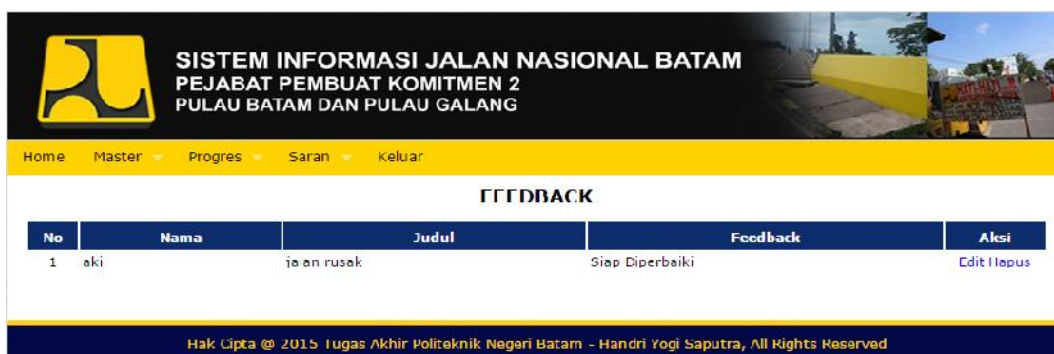 SISTEM INFORMASI JALAN NASIONAL BATAM
PEJABAT PEMBUAT KOMITMEN 2
PULAU BATAM DAN PULAU GALANG
Home Master Progres Saran Keluar
FEEDBACK
No Nama Judul Feedback Aksi
1 aki jalan rusak Siap Diperbaiki Edit Hapus
Hak Cipta @ 2015 Tugas Akhir Politeknik Negeri Batam - Handri Yogi Saputra, All Rights Reserved